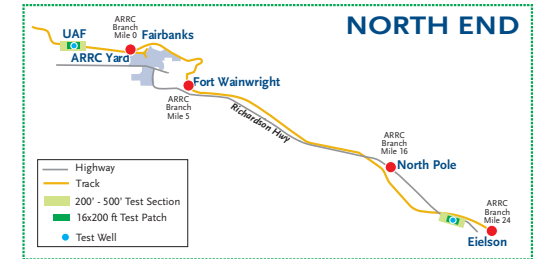 NORTH END
ARRC
Branch
Mile 0
UAF
Fairbanks
ARRC Yard
Fort Wainwright
ARRC
Branch
Mile 5
Richardson Hwy
ARRC
Branch
Mile 16
North Pole
ARRC
Branch
Mile 24
Eielson
Highway
Track
200' - 500' Test Section
16x200 ft Test Patch
Test Well